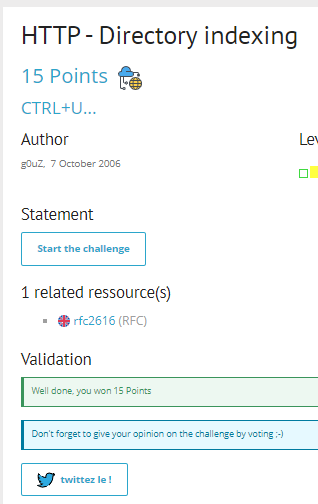 HTTP - Directory indexing
15 Points
CTRL+U...
Author
g0uZ, 7 October 2006
Statement
Start the challenge
1 related ressource(s)
rfc2616 (RFC)
Validation
Well done, you won 15 Points
Don't forget to give your opinion on the challenge by voting ;-)
twittez le !